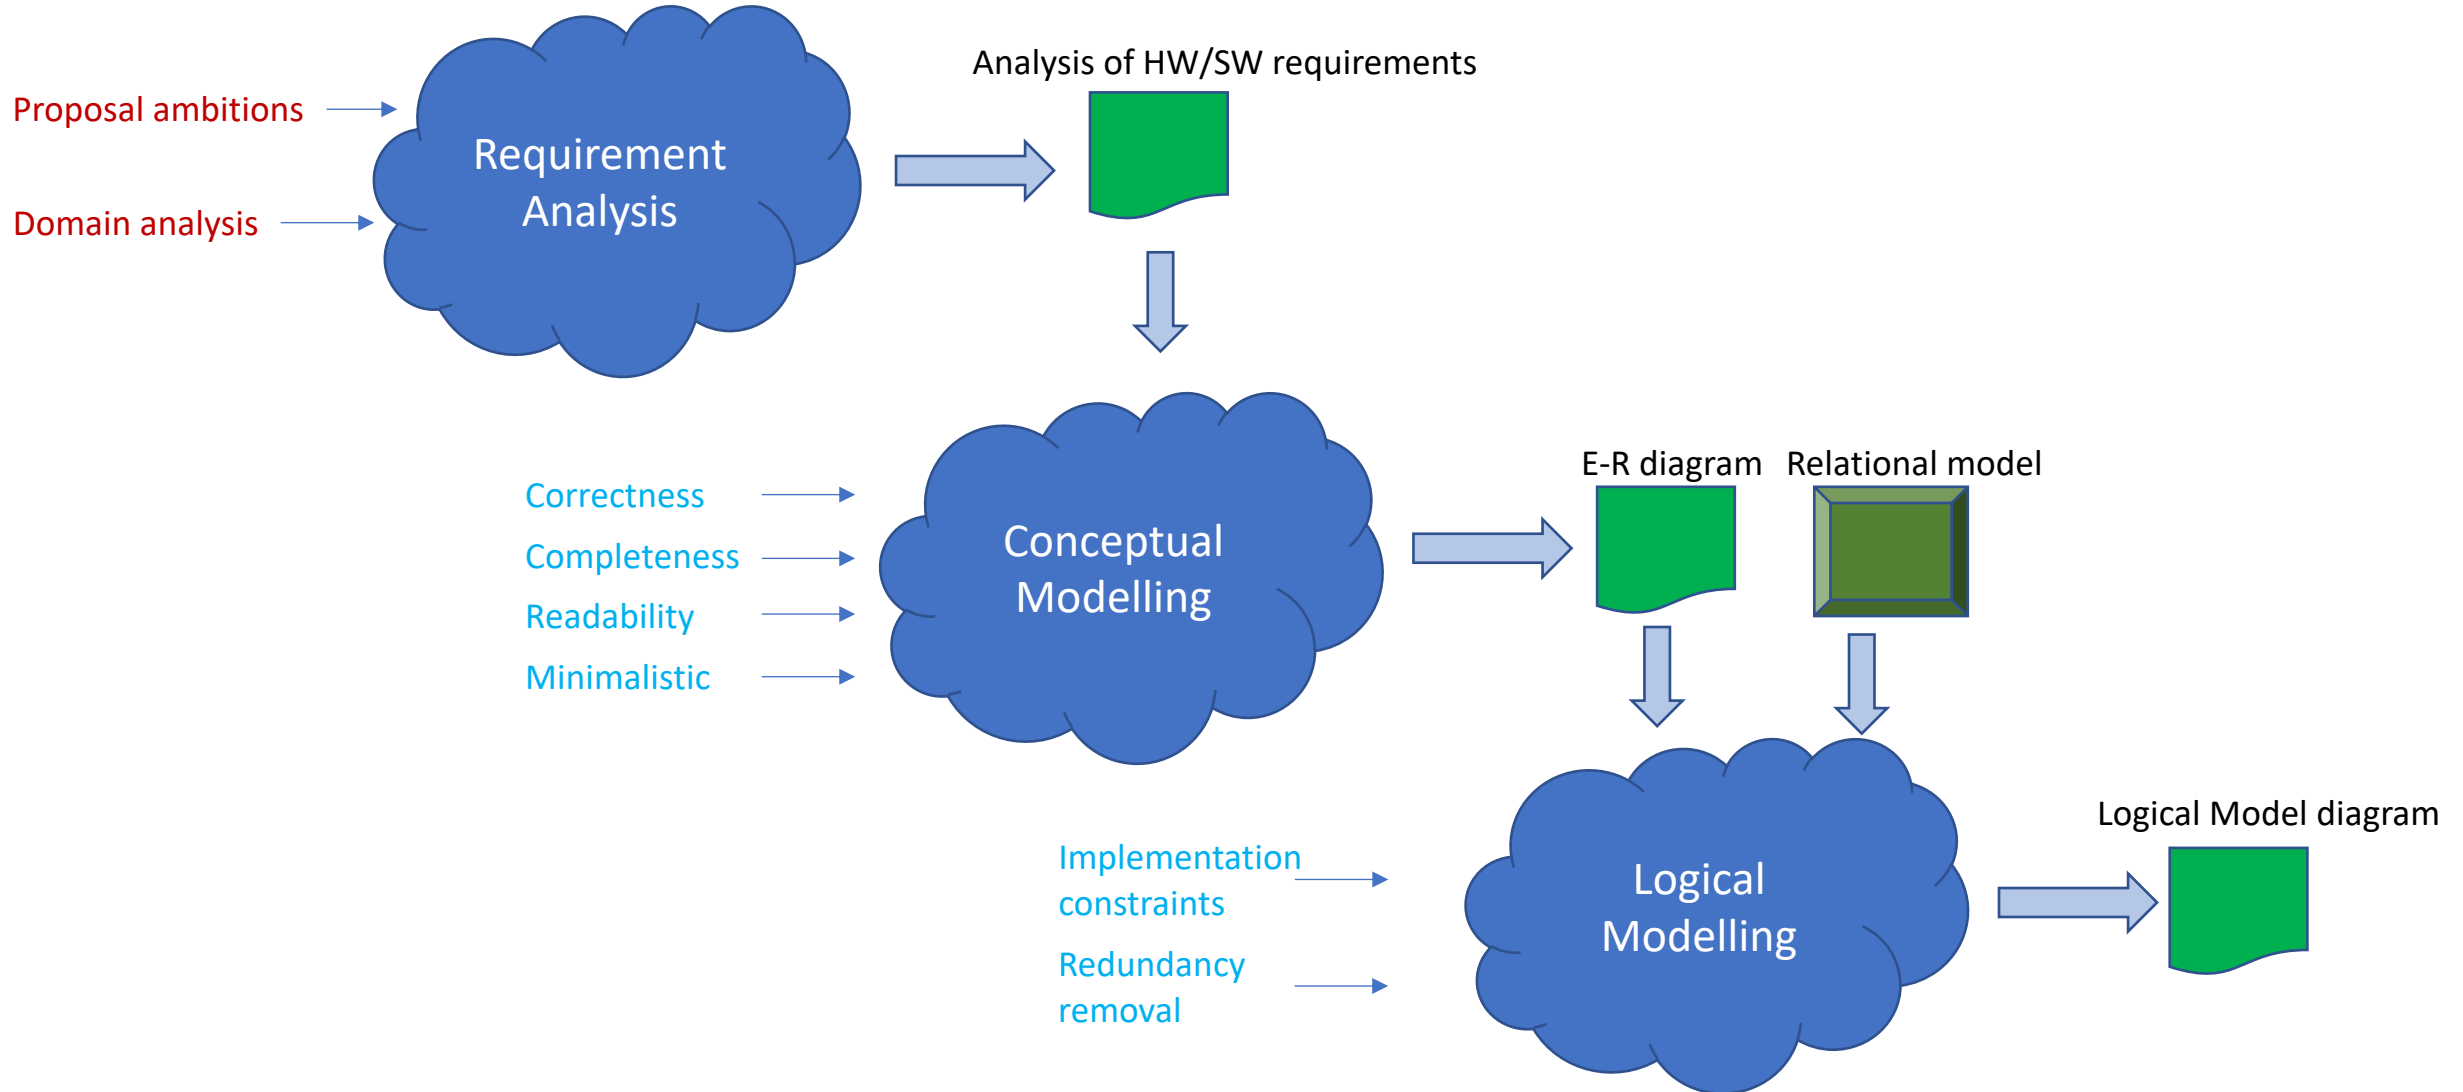 Analysis of HW/SW requirements
Proposal ambitions
Requirement
Analysis
Domain analysis
E-R diagram
Relational model
Correctness
Completeness
Readability
Minimalistic
Conceptual
Modelling
Logical Model diagram
Implementation
constraints
Redundancy
removal
Logical
Modelling